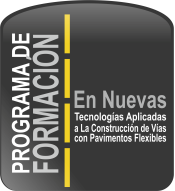 PROGRAMA DE
FORMACIÓN
En Nuevas
Tecnologías Aplicadas
a La Construcción de Vías
con Pavimentos Flexibles